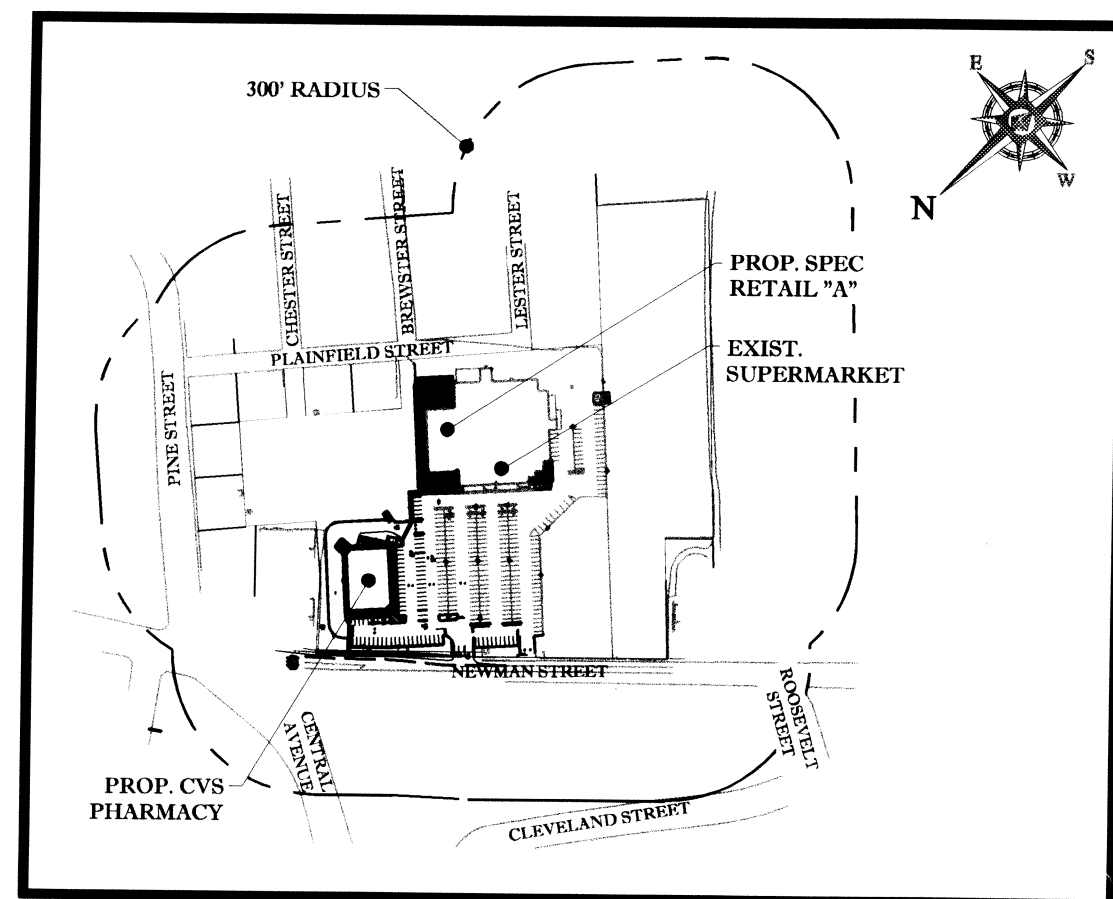 300' RADIUS
E
S
W
N
CHESTER STREET
BREWSTER STREET
LESTER STREET
PROP. SPEC
RETAIL "A"
PLAINFIELD STREET
EXIST.
SUPERMARKET
PINE STREET
NEWMAN STREET
ROOSEVELT
STREET
CENTRAL
AVENUE
PROP. CVS
PHARMACY
CLEVELAND STREET